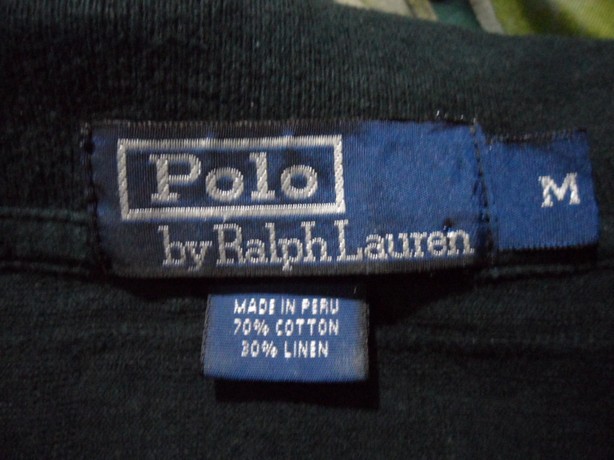 Polo
by Ralph Lauren
M
MADE IN PERU
70% COTTON
30% LINEN